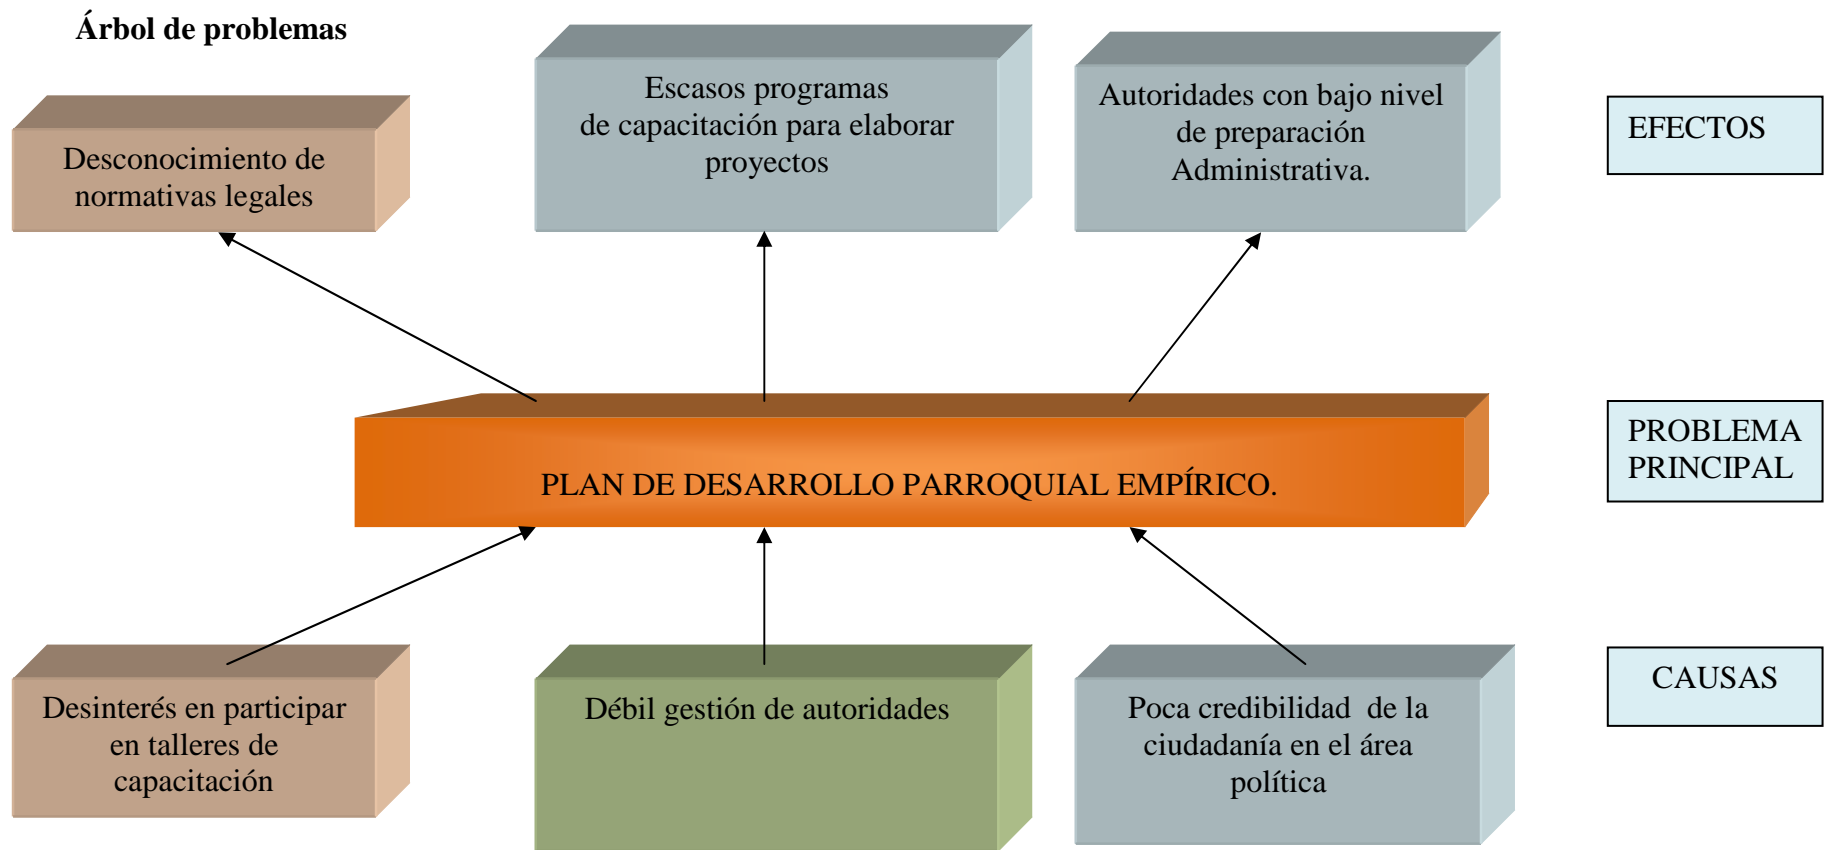 Árbol de problemas
Desconocimiento de
normativas legales
Escasos programas
de capacitación para elaborar
proyectos
Autoridades con bajo nivel
de preparación
Administrativa.
EFECTOS
PLAN DE DESARROLLO PARROQUIAL EMPÍRICO.
PROBLEMA
PRINCIPAL
Desinterés en participar
en talleres de
capacitación
Débil gestión de autoridades
Poca credibilidad  de la
ciudadanía en el área
política
CAUSAS